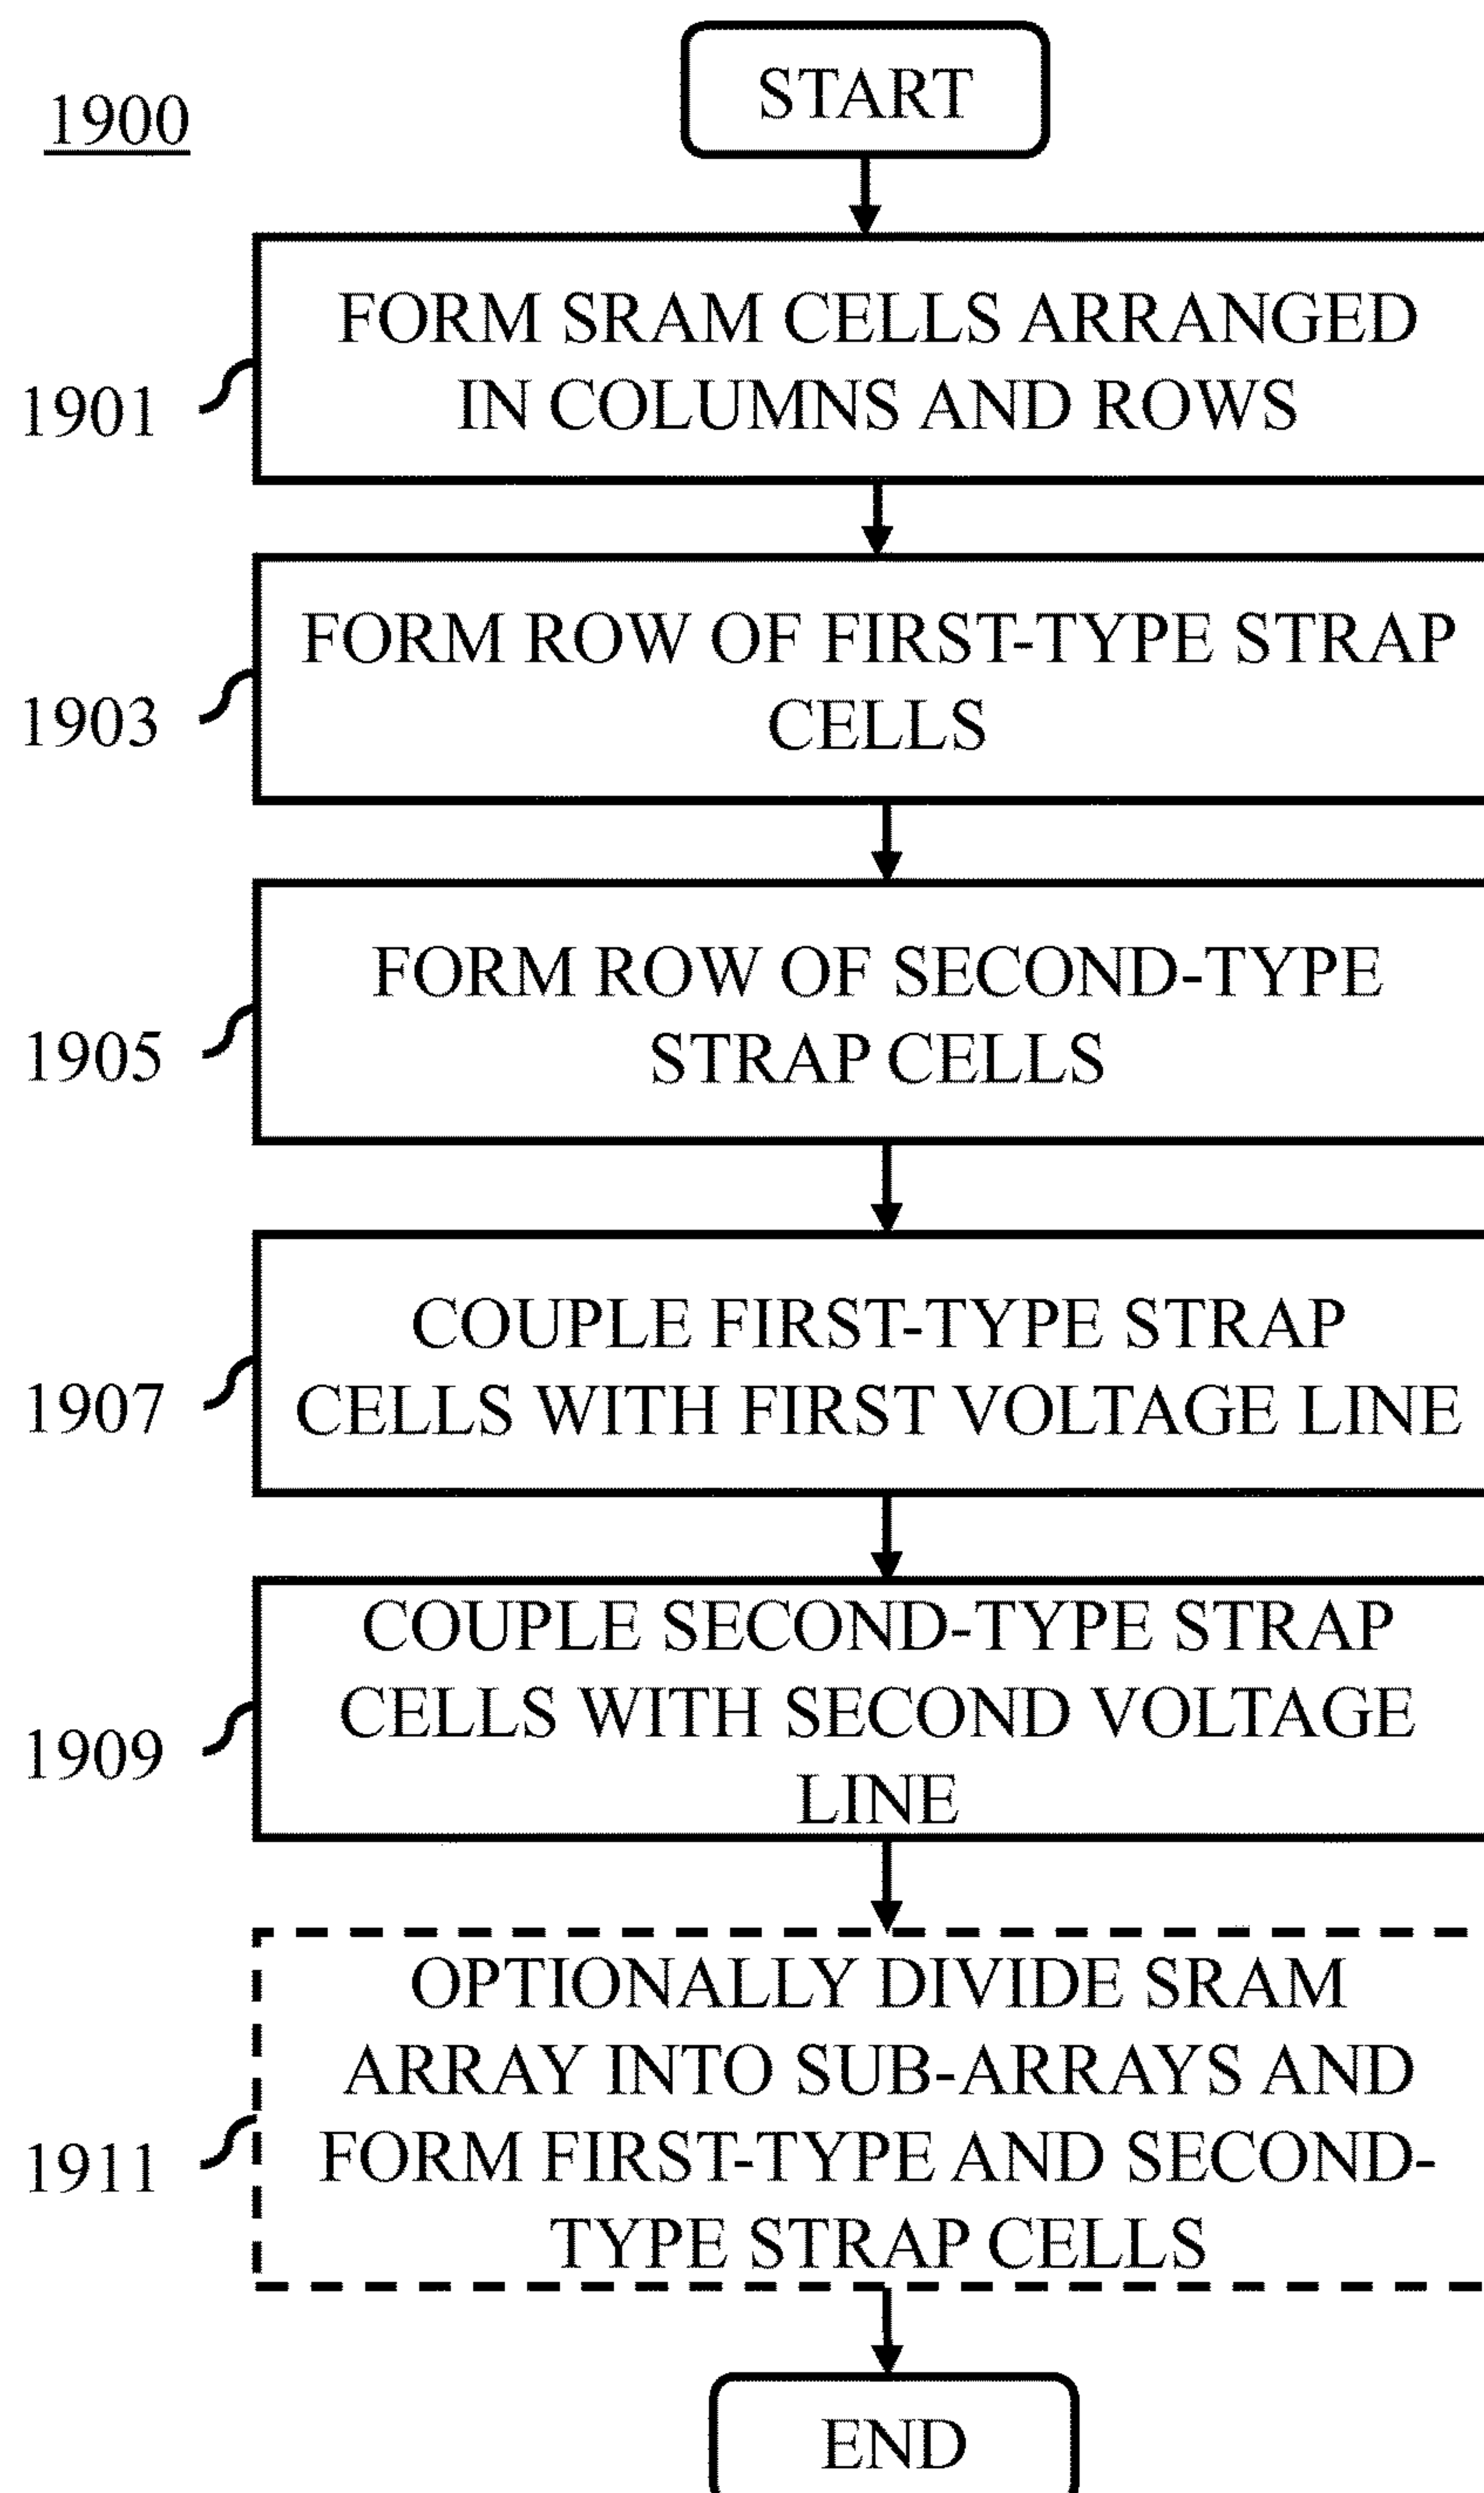 1900
START
FORM SRAM CELLS ARRANGED
IN COLUMNS AND ROWS
1901
FORM ROW OF FIRST-TYPE STRAP
CELLS
1903
FORM ROW OF SECOND-TYPE
STRAP CELLS
1905
COUPLE FIRST-TYPE STRAP
CELLS WITH FIRST VOLTAGE LINE
1907
COUPLE SECOND-TYPE STRAP
CELLS WITH SECOND VOLTAGE
LINE
1909
OPTIONALLY DIVIDE SRAM
ARRAY INTO SUB-ARRAYS AND
FORM FIRST-TYPE AND SECOND-
TYPE STRAP CELLS
1911
END